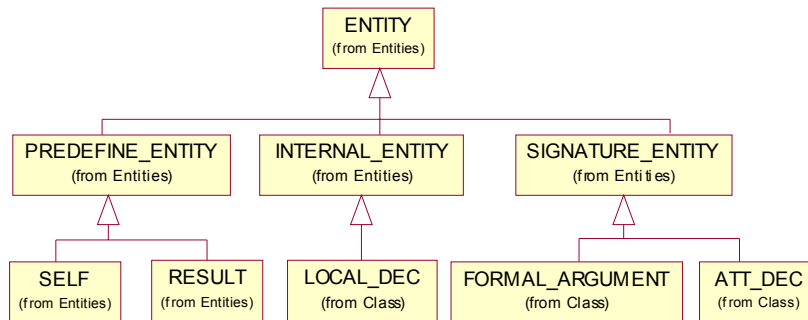 ENTITY
(from Entities)
PREDEFINE_ENTITY
(from Entities)
INTERNAL_ENTITY
(from Entities)
SIGNATURE_ENTITY
(from Entities)
SELF
(from Entities)
RESULT
(from Entities)
LOCAL_DEC
(from Class)
FORMAL_ARGUMENT
(from Class)
ATT_DEC
(from Class)